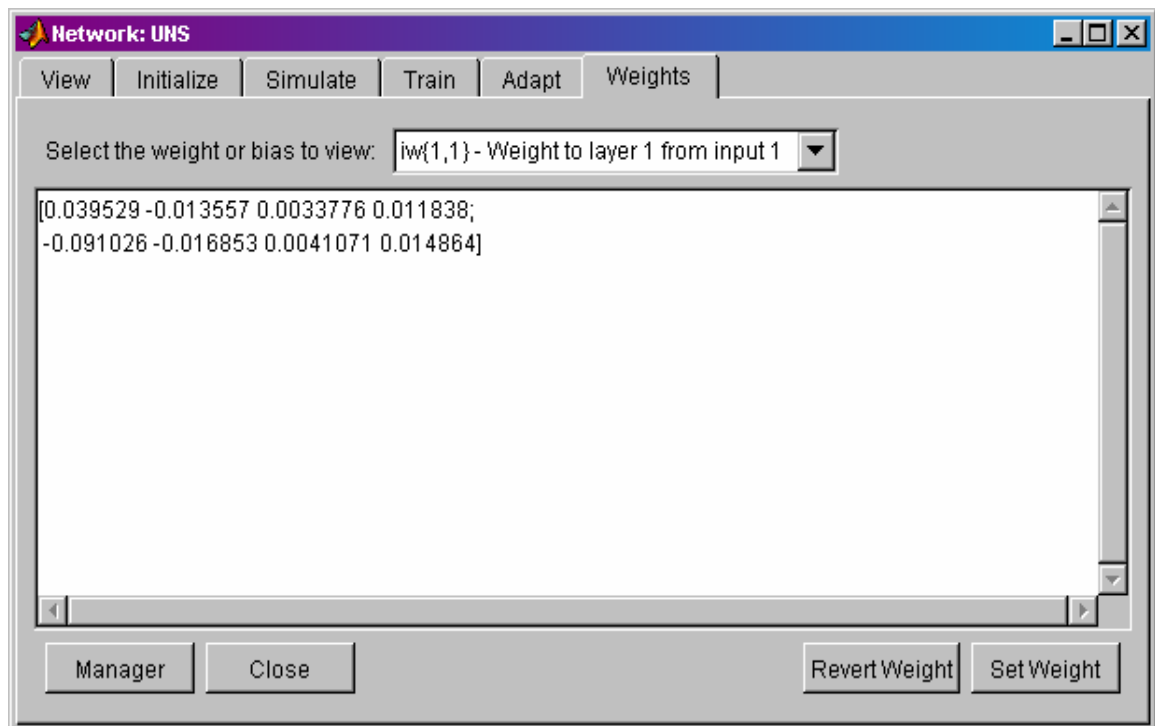 Network: UNS
View Initialize Simulate Train Adapt Weights
Select the weight or bias to view: iw{1,1} - Weight to layer 1 from input 1
[0.039529 -0.013557 0.0033776 0.011838;
-0.091026 -0.016853 0.0041071 0.014864]
Manager Close Revert Weight Set Weight